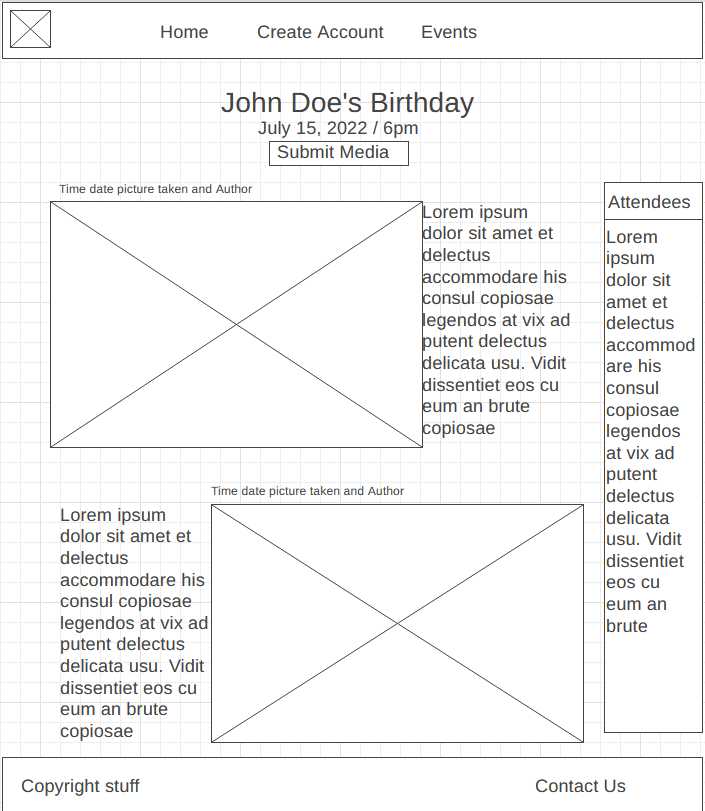 Home Create Account Events
John Doe's Birthday
July 15, 2022 / 6pm
Submit Media
Time date picture taken and Author
Lorem ipsum
dolor sit amet et
delectus
accommodare his
consul copiosae
legendos at vix ad
putent delectus
delicata usu. Vidit
dissentiet eos cu
eum an brute
copiosae
Time date picture taken and Author
Lorem ipsum
dolor sit amet et
delectus
accommodare his
consul copiosae
legendos at vix ad
putent delectus
delicata usu. Vidit
dissentiet eos cu
eum an brute
copiosae
Attendees
Lorem
ipsum
dolor sit
amet et
delectus
accommod
are his
consul
copiosae
legendos
at vix ad
putent
delectus
delicata
usu. Vidit
dissentiet
eos cu
eum an
brute
Copyright stuff Contact Us